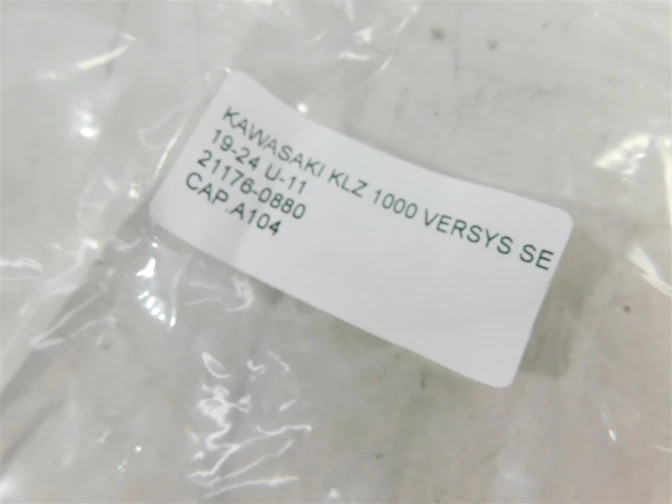 KAWASAKI KLZ 1000 VERSYS SE
19-24 U-11
21176-0880
CAP.A104